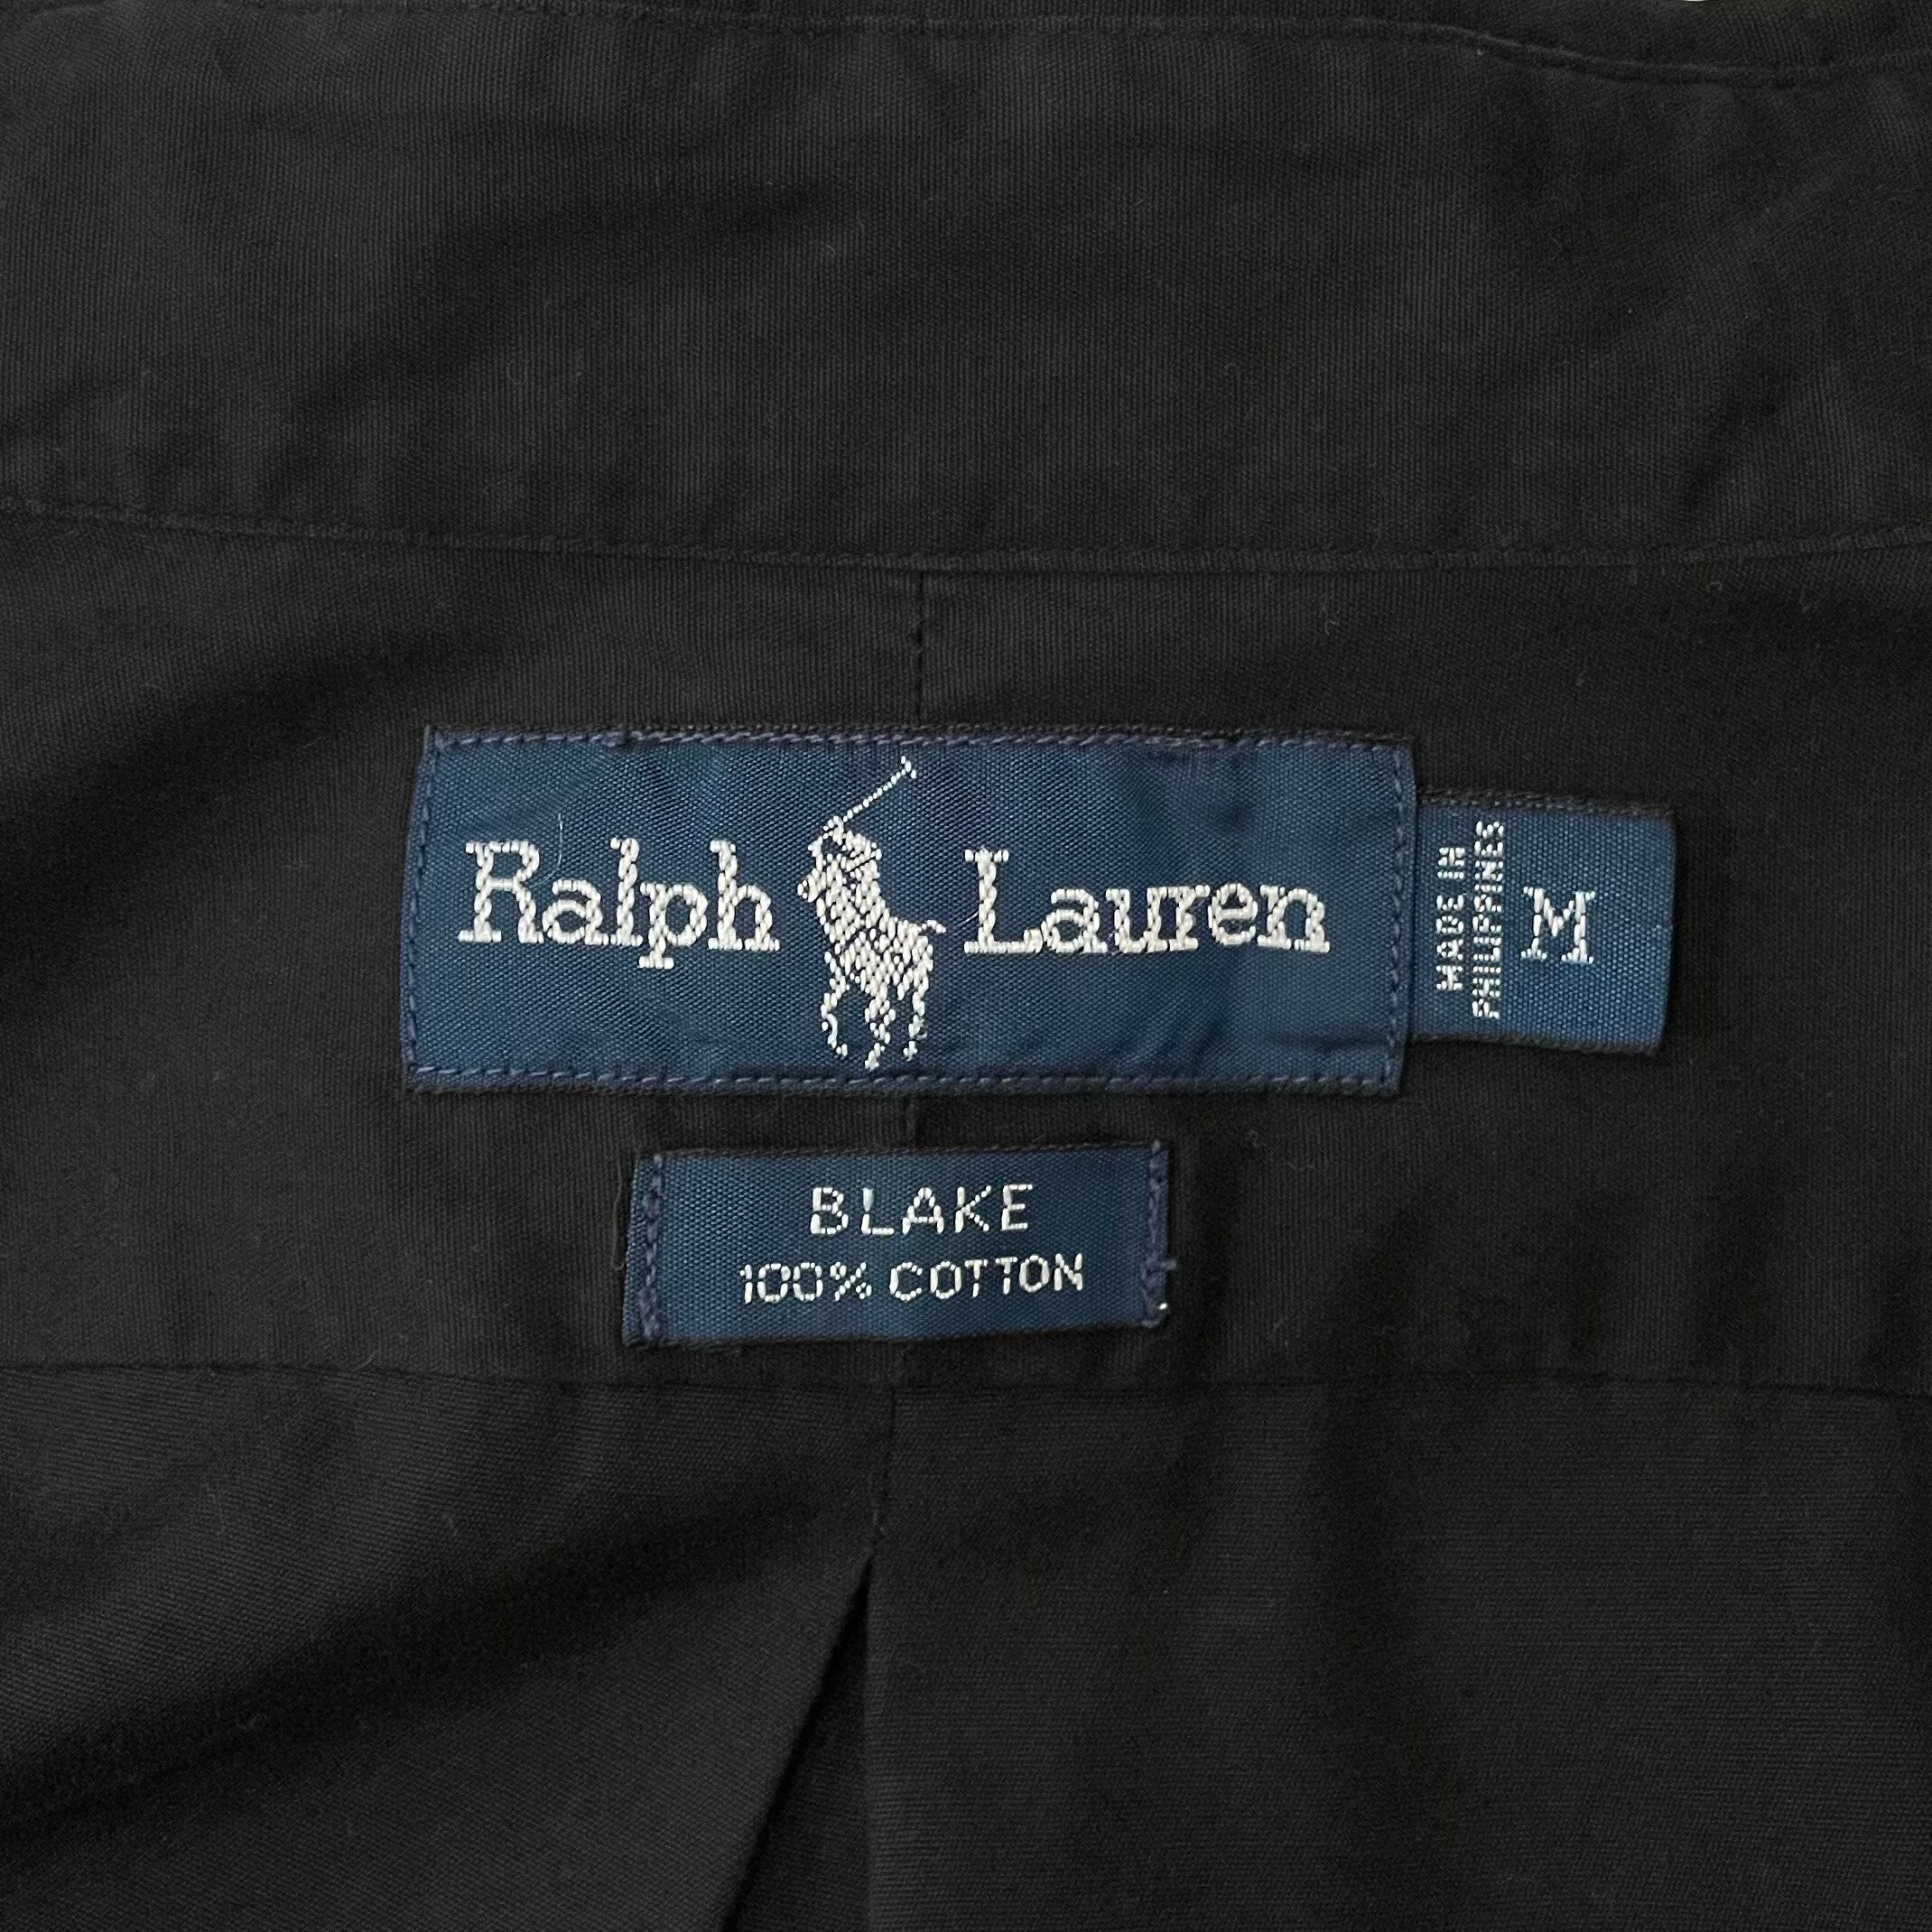 Ralph Lauren
MADE IN
PHILIPPINES
M
BLAKE
100% COTTON